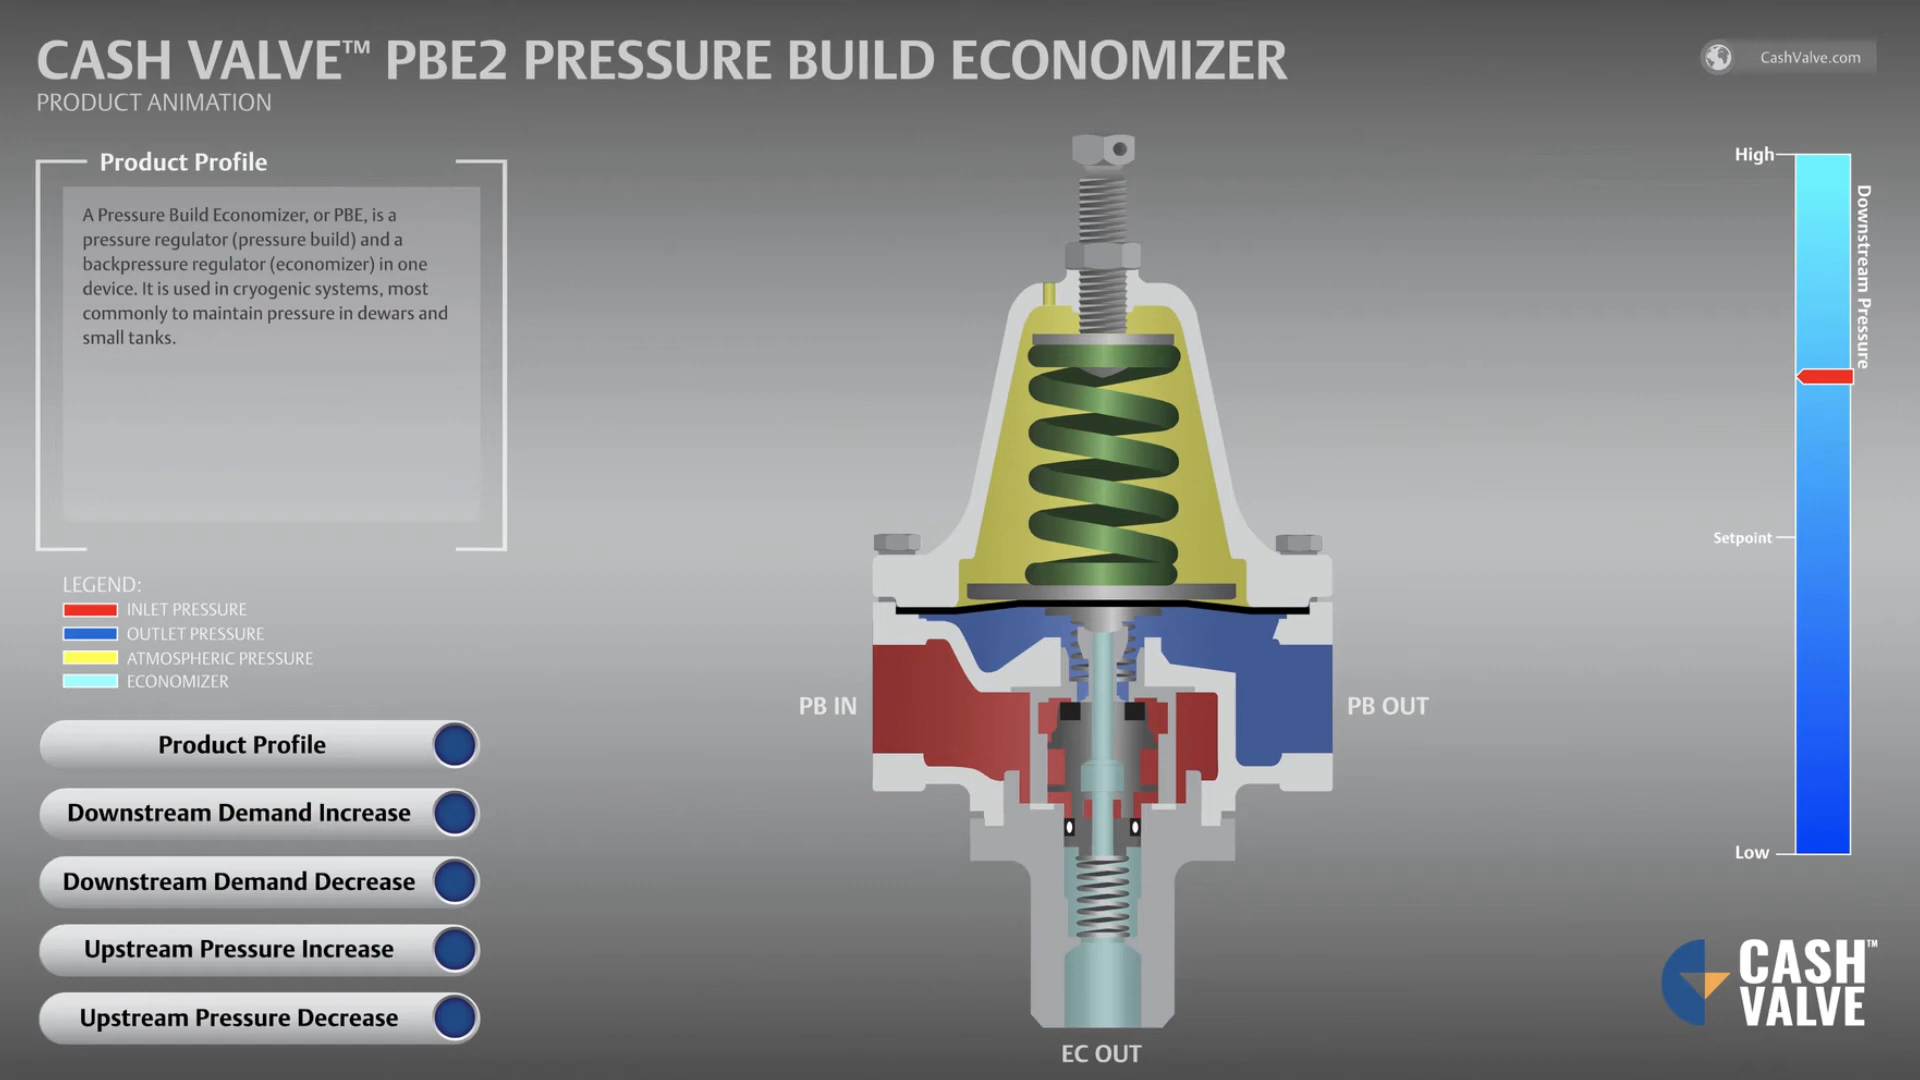 CASH VALVE™ PBE2 PRESSURE BUILD ECONOMIZER
PRODUCT ANIMATION
CashValve.com
Product Profile
A Pressure Build Economizer, or PBE, is a
pressure regulator (pressure build) and a
backpressure regulator (economizer) in one
device. It is used in cryogenic systems, most
commonly to maintain pressure in dewars and
small tanks.
LEGEND:
INLET PRESSURE
OUTLET PRESSURE
ATMOSPHERIC PRESSURE
ECONOMIZER
Product Profile
Downstream Demand Increase
Downstream Demand Decrease
Upstream Pressure Increase
Upstream Pressure Decrease
PB IN
PB OUT
EC OUT
High
Downstream Pressure
Setpoint
Low
CASH™
VALVE